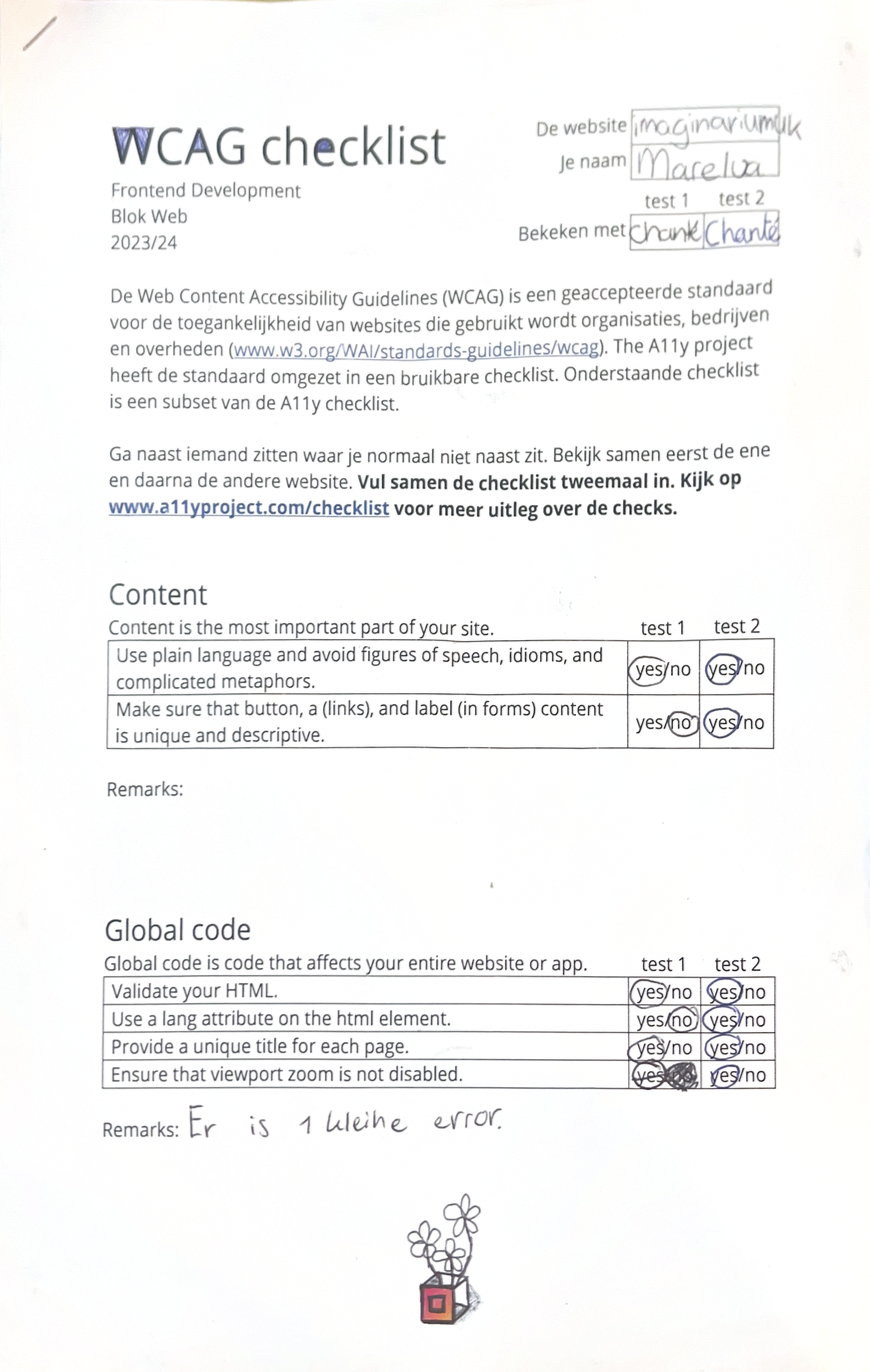 WCAG checklist
Frontend Development
Blok Web
2023/24
De website imaginariumUK
Je naam Marelva
test 1 test 2
Bekeken met Chank Chanté
De Web Content Accessibility Guidelines (WCAG) is een geaccepteerde standaard
voor de toegankelijkheid van websites die gebruikt wordt organisaties, bedrijven
en overheden (www.w3.org/WAI/standards-guidelines/wcag). The A11y project
heeft de standaard omgezet in een bruikbare checklist. Onderstaande checklist
is een subset van de A11y checklist.
Ga naast iemand zitten waar je normaal niet naast zit. Bekijk samen eerst de ene
en daarna de andere website. Vul samen de checklist tweemaal in. Kijk op
www.a11yproject.com/checklist voor meer uitleg over de checks.
Content
Content is the most important part of your site. test 1 test 2
Use plain language and avoid figures of speech, idioms, and
complicated metaphors. yes/no yes/no
Make sure that button, a (links), and label (in forms) content
is unique and descriptive. yes/no yes/no
Remarks:
Global code
Global code is code that affects your entire website or app. test 1 test 2
Validate your HTML. yes/no yes/no
Use a lang attribute on the html element. yes/no yes/no
Provide a unique title for each page. yes/no yes/no
Ensure that viewport zoom is not disabled. yes yes/no
Remarks: Er is 1 kleine error.